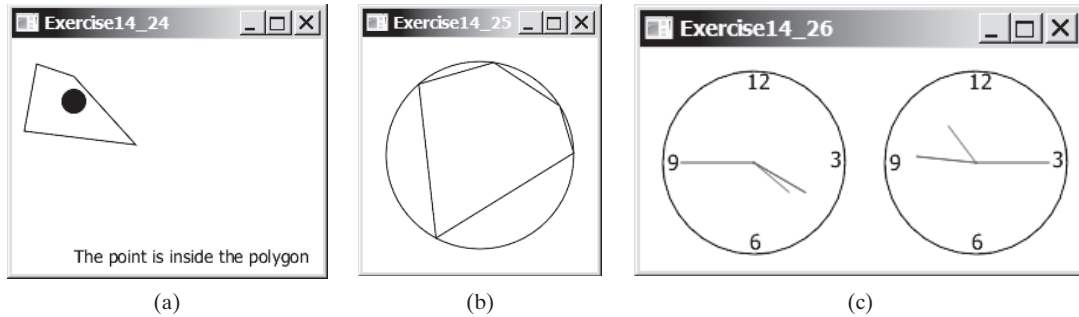 Exercise14_24
The point is inside the polygon
(a)
Exercise14_25
(b)
Exercise14_26
12
9
3
6
12
9
3
6
(c)